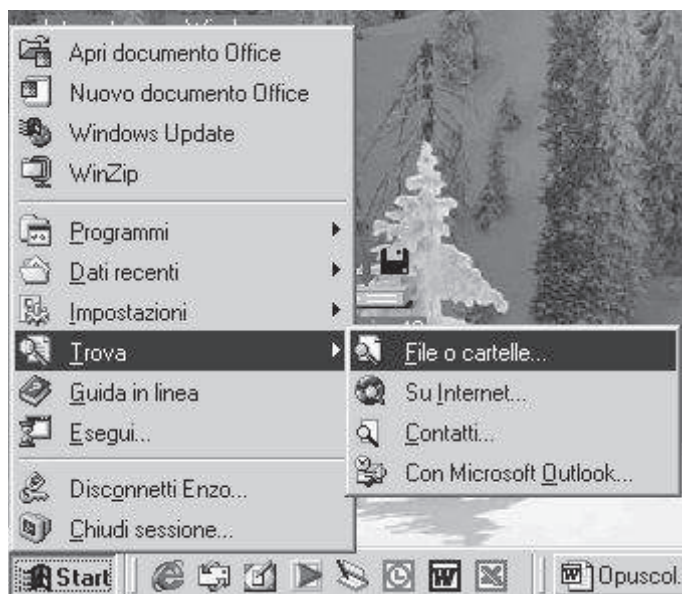 Apri documento Office
Nuovo documento Office
Windows Update
WinZip
Programmi
Dati recenti
Impostazioni
Trova
Guida in linea
Esegui...
Disconnetti Enzo...
Chiudi sessione...
File o cartelle...
Su Internet...
Contatti...
Con Microsoft Outlook...
Start
Opuscol.